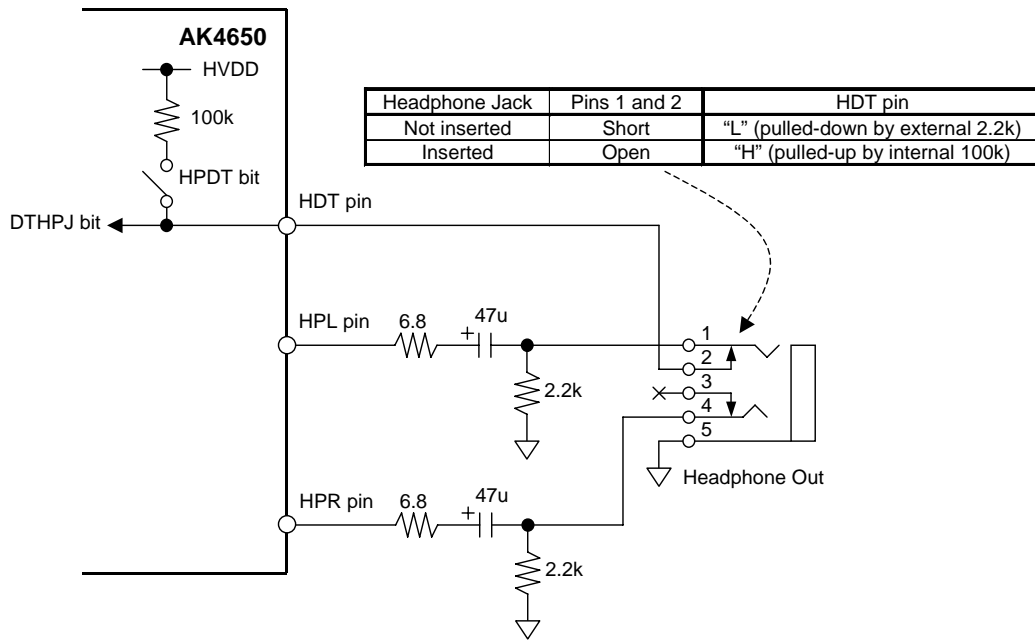 AK4650
HVDD
100k
HPDT bit
DTHPJ bit
Headphone Jack Pins 1 and 2 HDT pin
Not inserted Short “L” (pulled-down by external 2.2k)
Inserted Open “H” (pulled-up by internal 100k)
HDT pin
HPL pin
6.8
+
47u
2.2k
1
2
3
4
5
Headphone Out
HPR pin
6.8
+
47u
2.2k